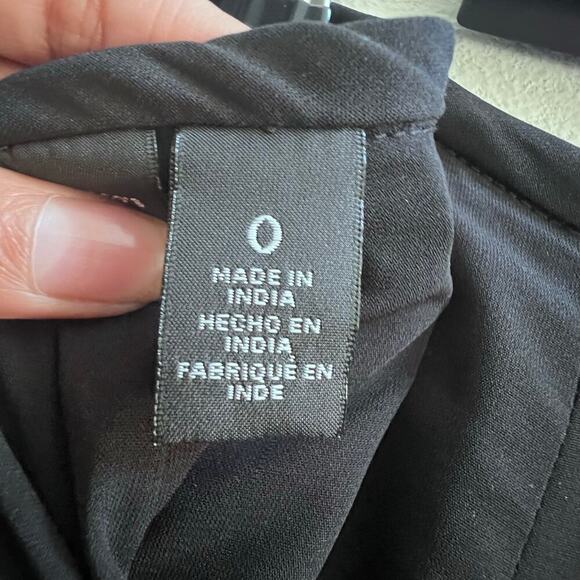 0
MADE IN
INDIA
HECHO EN
INDIA
FABRIQUÉ EN
INDE